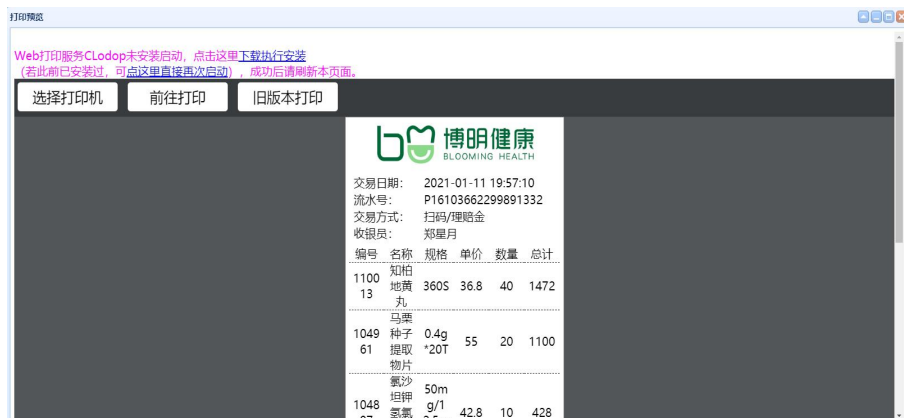 打印预览
Web打印服务CLodop未安装启动，点击这里下载执行安装
（若此前已安装过，可点这里直接再次启动），成功后请刷新本页面。
选择打印机 前往打印 旧版本打印
博明健康
BLOOMING HEALTH
交易日期： 2021-01-11 19:57:10
流水号： P16103662299891332
交易方式： 扫码/理赔金
收银员： 郑星月
编号 名称 规格 单价 数量 总计
知柏
1100 地黄 360S 36.8 40 1472
13 丸
马栗
1049 种子 0.4g 55 20 1100
61 提取 *20T
物片
氯沙
坦钾 50m
1048 氢氯 g/1 42.8 10 428